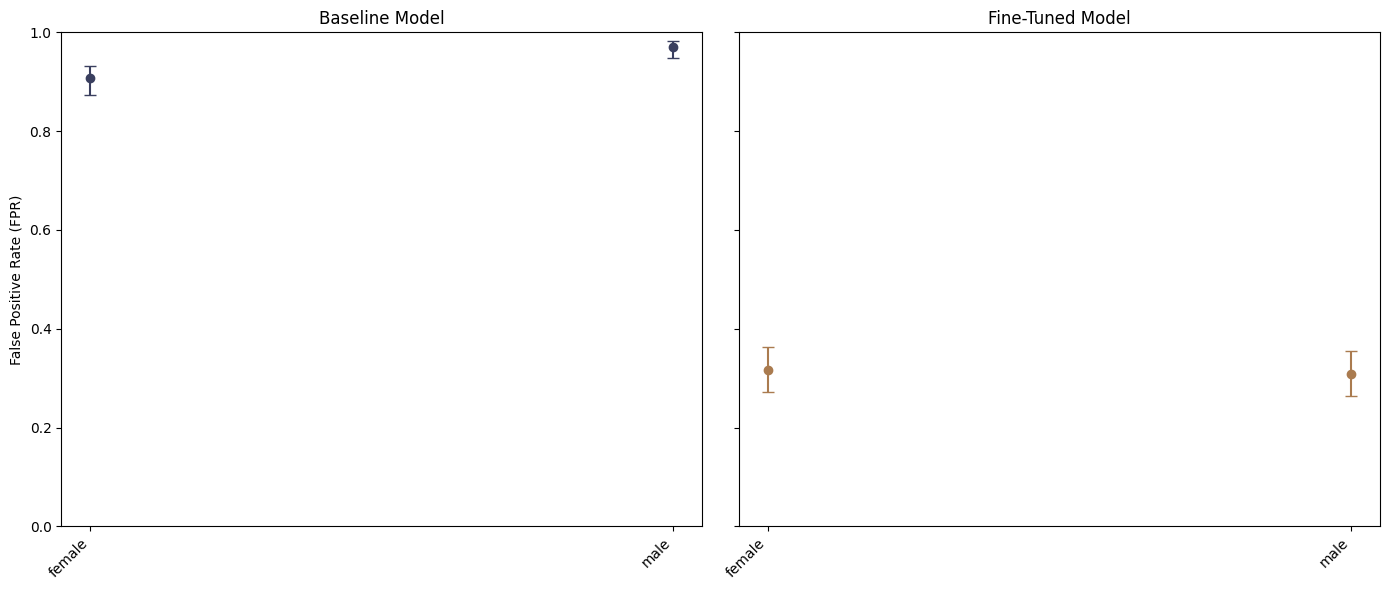 Baseline Model
Fine-Tuned Model
False Positive Rate (FPR)
1.0
0.8
0.6
0.4
0.2
0.0
female
male
female
male